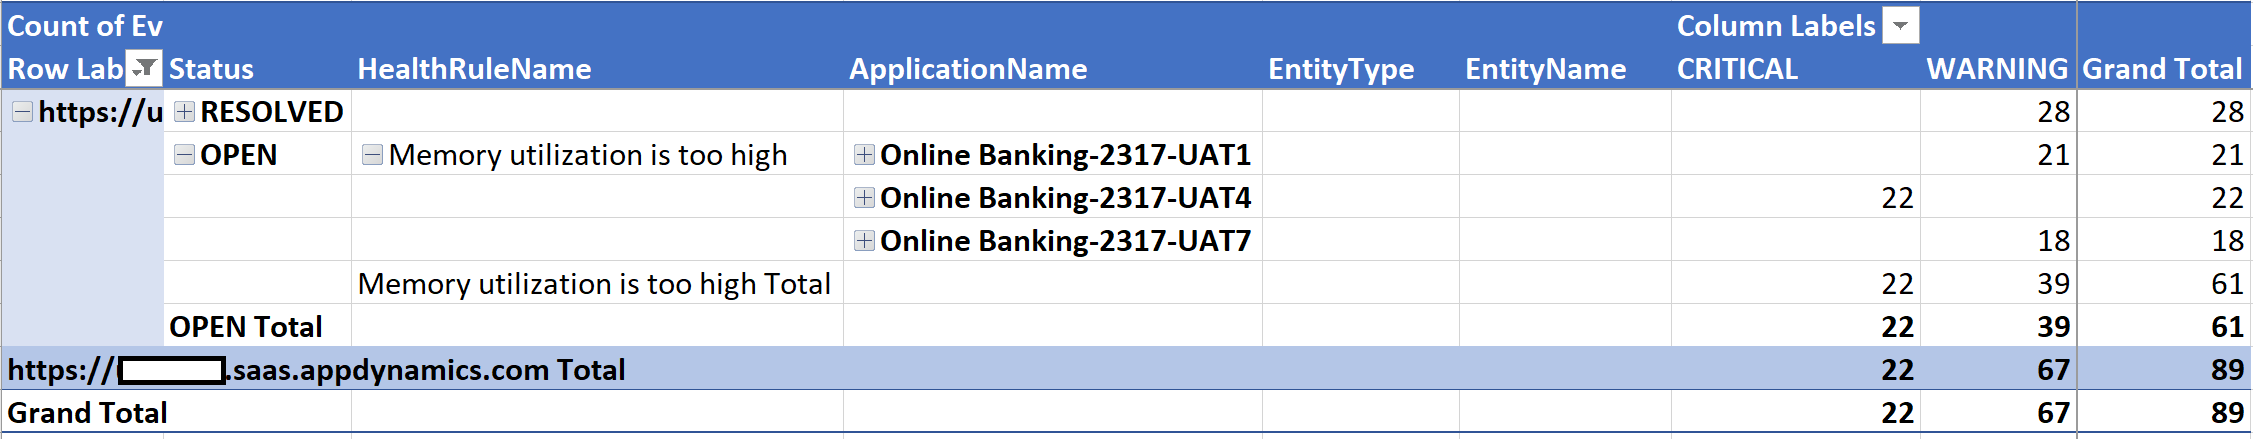 Count of Ev Column Labels
Row Lab Status HealthRuleName ApplicationName EntityType EntityName CRITICAL WARNING Grand Total
https://u RESOLVED 28 28
OPEN Memory utilization is too high Online Banking-2317-UAT1 21 21
Online Banking-2317-UAT4 22 22
Online Banking-2317-UAT7 18 18
Memory utilization is too high Total 22 39 61
OPEN Total 22 39 61
https:// .saas.appdynamics.com Total 22 67 89
Grand Total 22 67 89